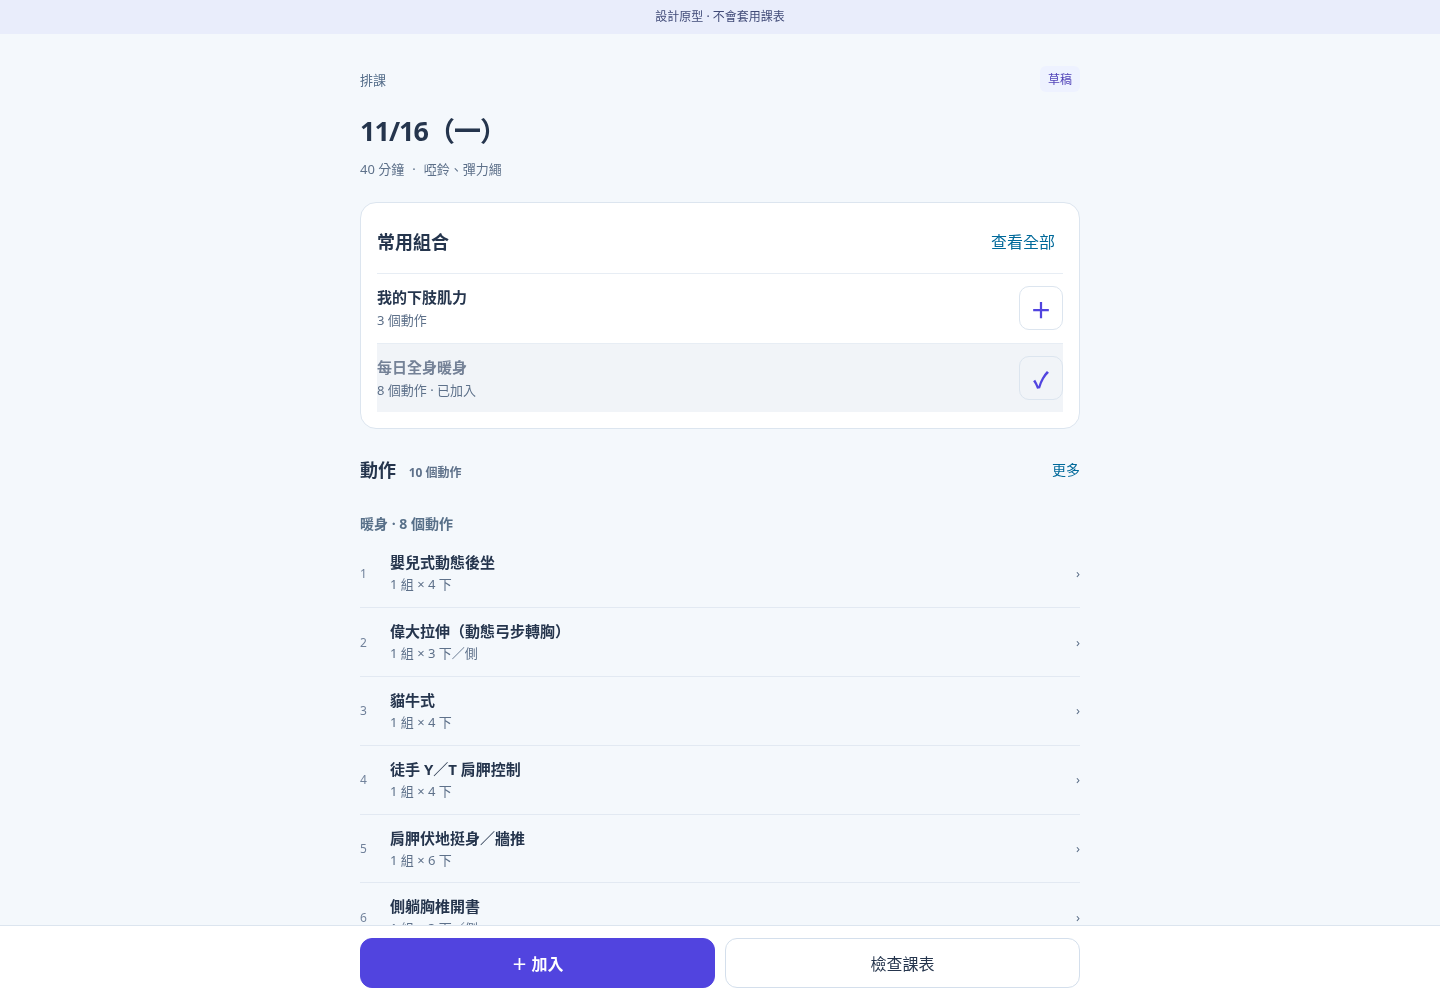 設計原型 · 不會套用課表
排課
草稿
11/16（一）
40 分鐘 · 啞鈴、彈力繩
常用組合
查看全部
我的下肢肌力
3 個動作
＋
每日全身暖身
8 個動作 · 已加入
✓
動作 10 個動作
更多
暖身 · 8 個動作
1 嬰兒式動態後坐 ›
1 組 × 4 下
2 偉大拉伸（動態弓步轉胸） ›
1 組 × 3 下／側
3 貓牛式 ›
1 組 × 4 下
4 徒手 Y／T 肩胛控制 ›
1 組 × 4 下
5 肩胛伏地挺身／牆推 ›
1 組 × 6 下
6 側躺胸椎開書 ›
＋ 加入
檢查課表